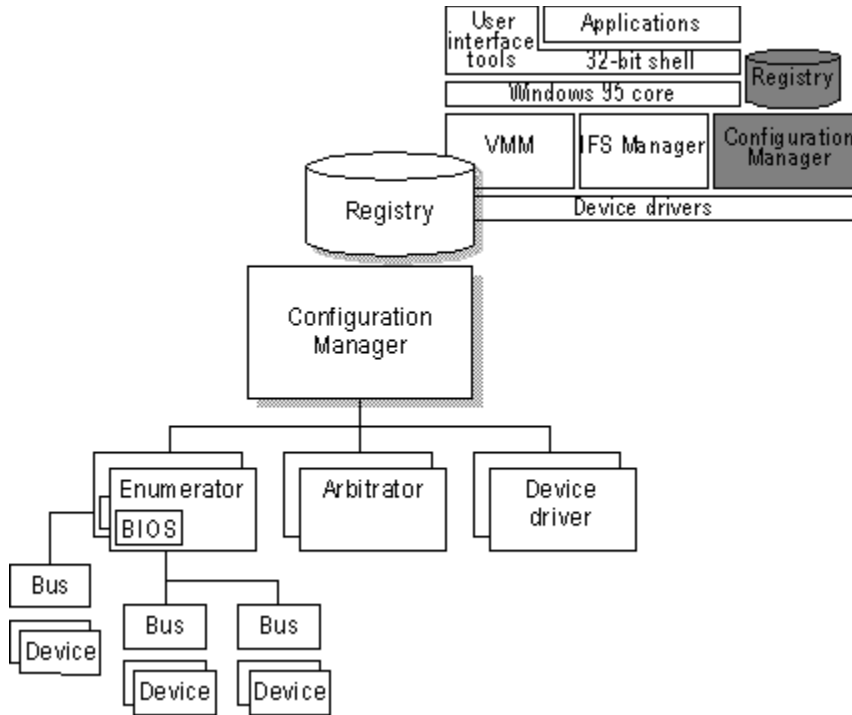 User
interface
tools
Applications
32-bit shell
Registry
Windows 95 core
VMM
IFS Manager
Configuration
Manager
Device drivers
Registry
Configuration
Manager
Enumerator
BIOS
Arbitrator
Device
driver
Bus
Device
Bus
Bus
Device
Device